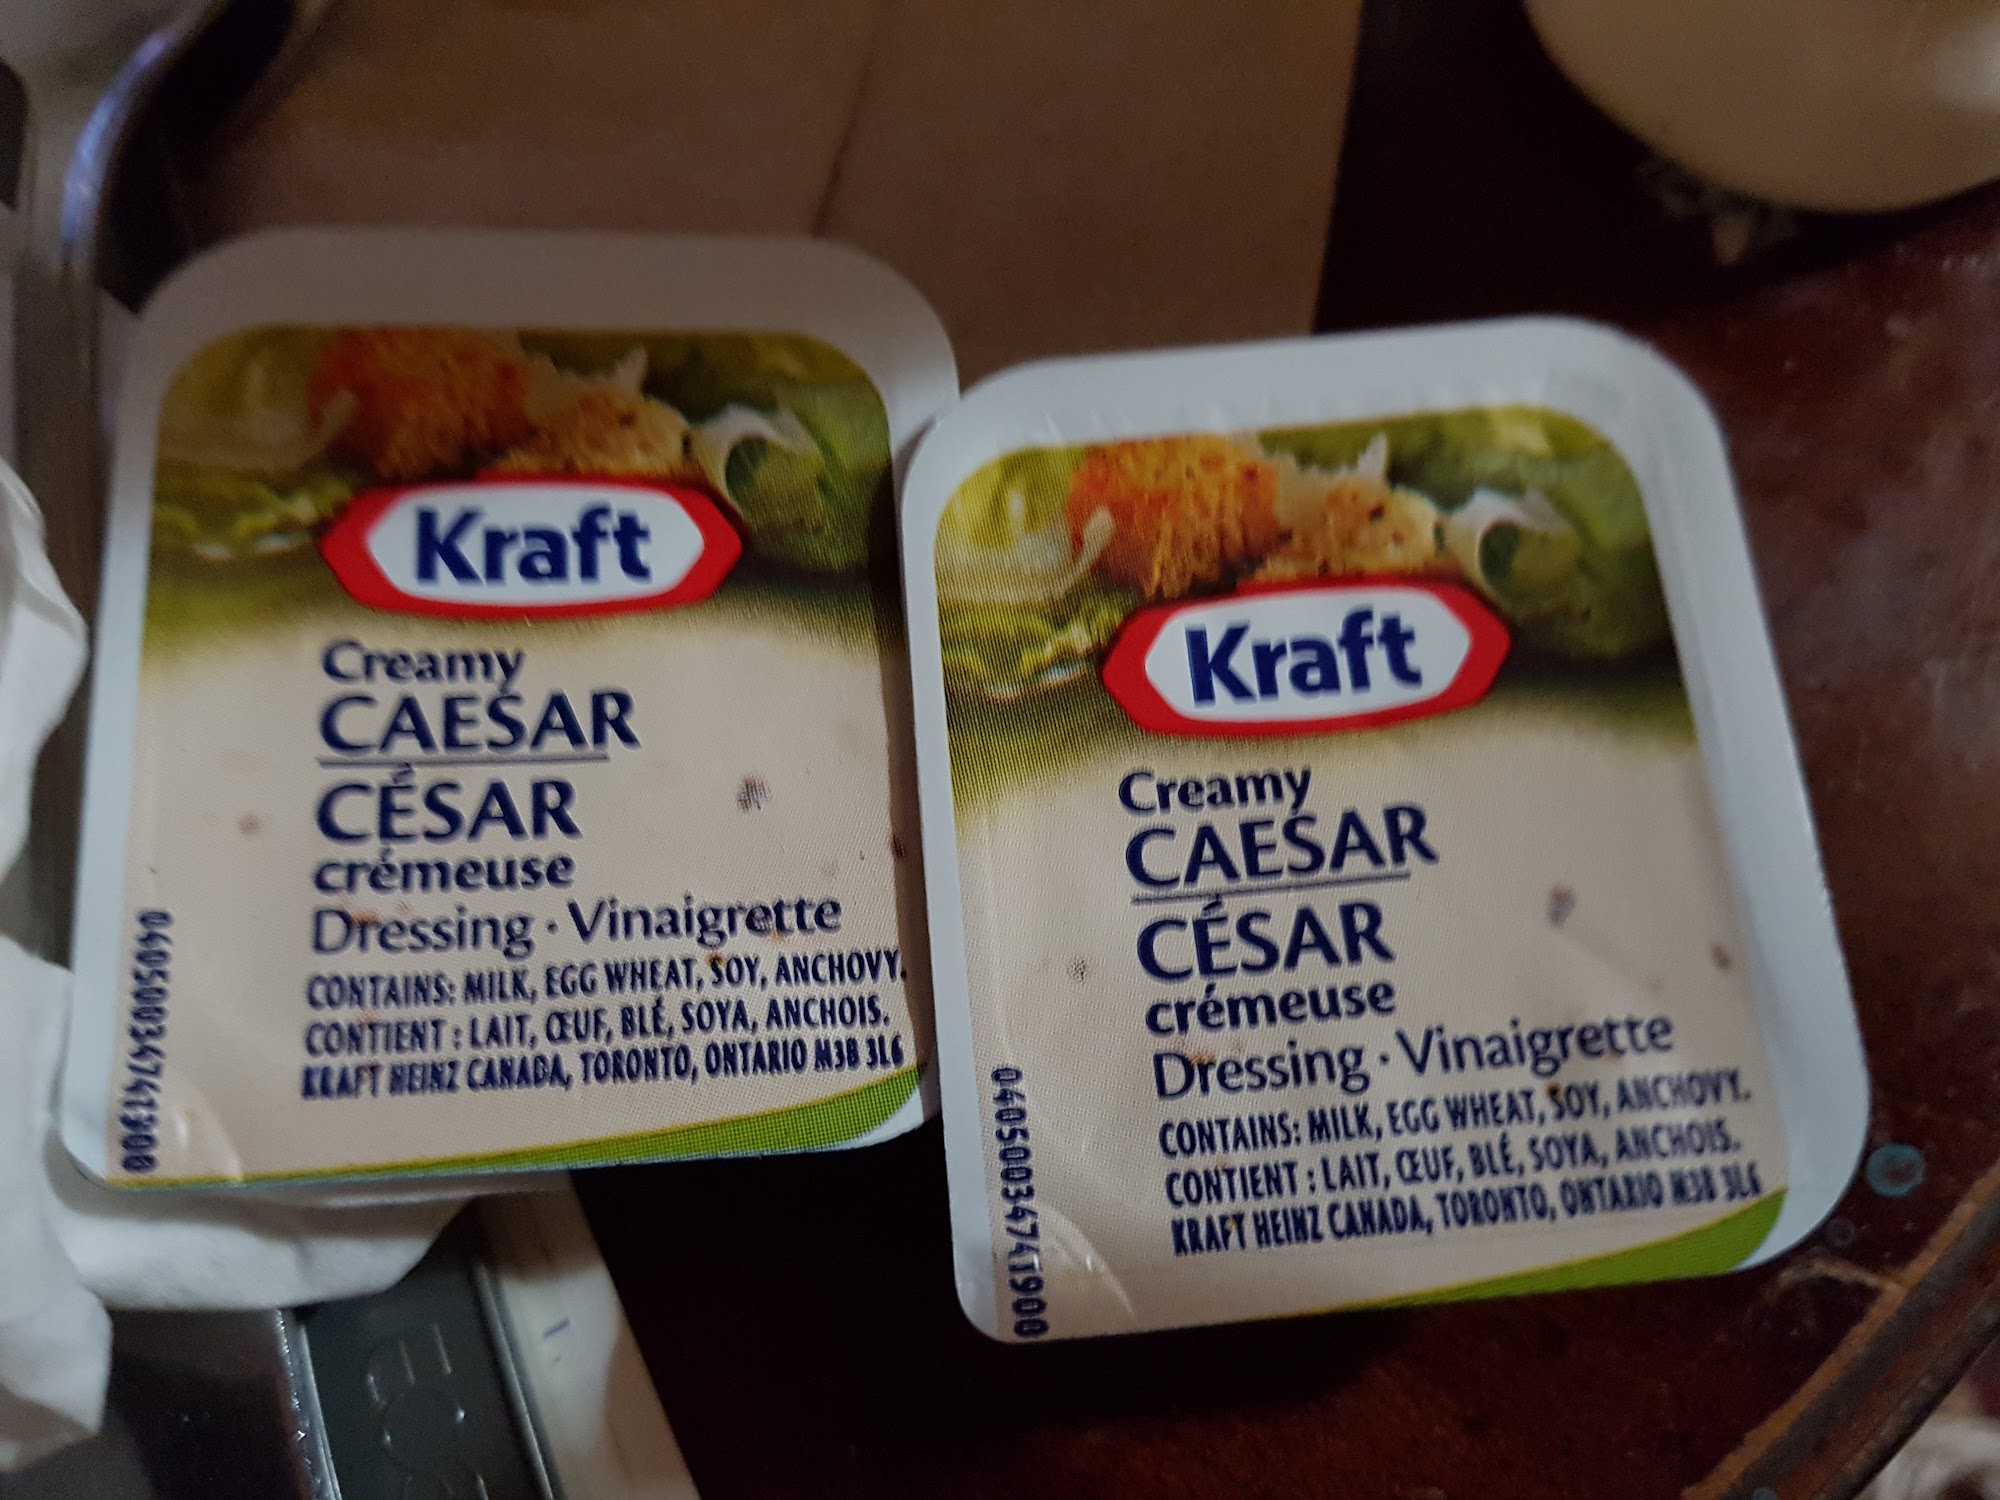 Kraft
Creamy
CAESAR
CÉSAR
crémeuse
Dressing · Vinaigrette
CONTAINS: MILK, EGG WHEAT, SOY, ANCHOVY.
CONTIENT : LAIT, ŒUF, BLÉ, SOYA, ANCHOIS.
KRAFT HEINZ CANADA, TORONTO, ONTARIO M3B 3L6
Kraft
Creamy
CAESAR
CÉSAR
crémeuse
Dressing · Vinaigrette
CONTAINS: MILK, EGG WHEAT, SOY, ANCHOVY.
CONTIENT : LAIT, ŒUF, BLÉ, SOYA, ANCHOIS.
KRAFT HEINZ CANADA, TORONTO, ONTARIO M3B 3L6